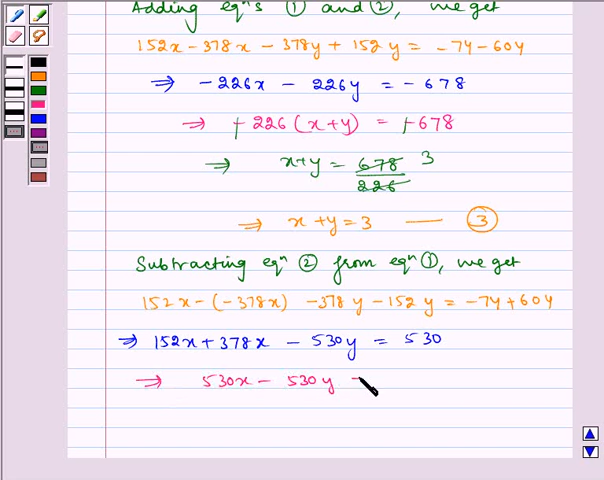 Adding eqⁿs ① and ②, we get
152x - 378x - 378y + 152y = - 74 - 604
⇒ - 226x - 226y = - 678
⇒ - 226 (x+y) = - 678
⇒ x+y = 678/226 3
⇒ x+y = 3 — ③
Subtracting eqⁿ ② from eqⁿ ①, we get
152x - (-378x) - 378y - 152y = - 74 + 604
⇒ 152x + 378x - 530y = 530
⇒ 530x - 530y =